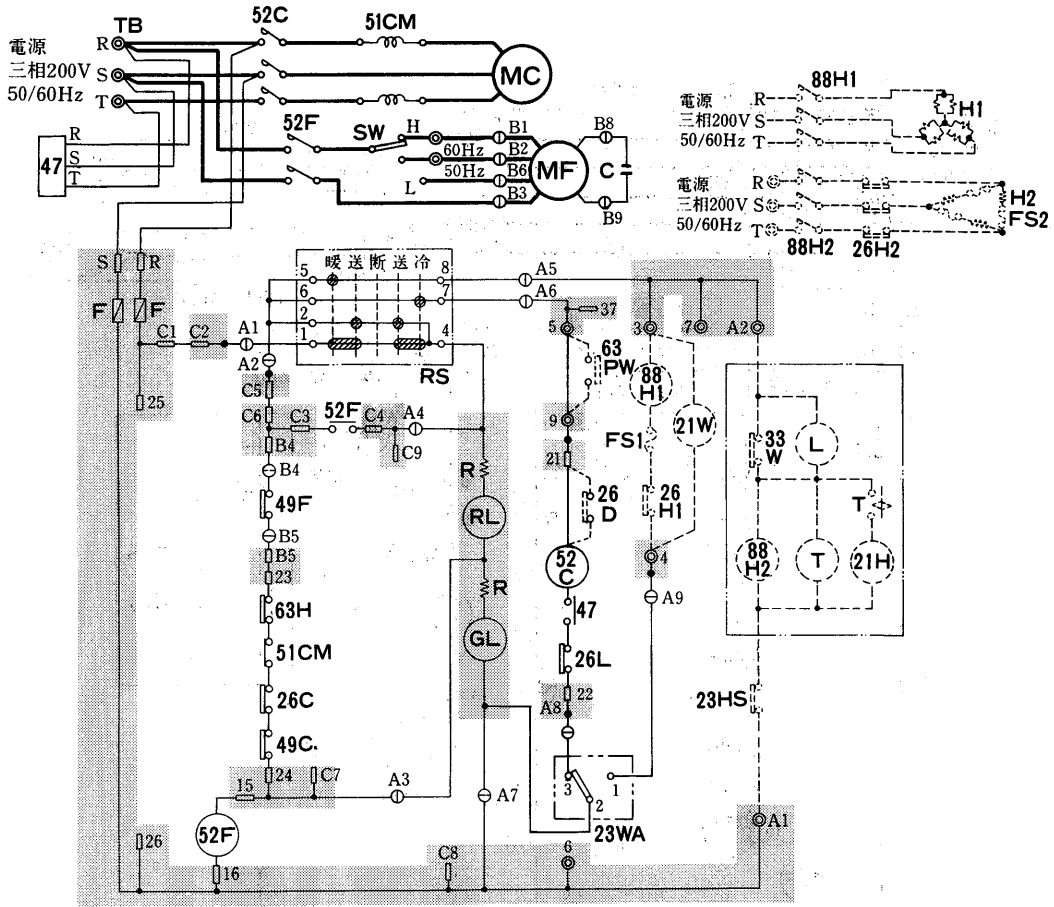 TB
52C
51CM
電源
三相200V
50/60Hz
R
S
T
MC
47
R
S
T
52F
SW
H
60Hz
50Hz
L
B1
B2
B6
B3
MF
B8
C
B9
電源
三相200V
50/60Hz
R
S
T
88H1
H1
電源
三相200V
50/60Hz
R
S
T
88H2
26H2
H2
FS2
S
R
F
F
C1
C2
A1
25
暖送断送冷
5
6
2
1
8
7
4
RS
A5
A6
A2
C5
C6
C3
52F
C4
A4
C9
B4
B4
49F
B5
B5
23
63H
51CM
26C
49C.
24
C7
15
A3
52F
16
26
R
RL
R
GL
A7
C8
5
37
63
PW
9
21
26
D
52
C
47
26L
22
A8
3
2
1
23WA
6
3
7
A2
88
H1
21W
FS1
26
H1
4
A9
33
W
L
T
88
H2
T
21H
23HS
A1